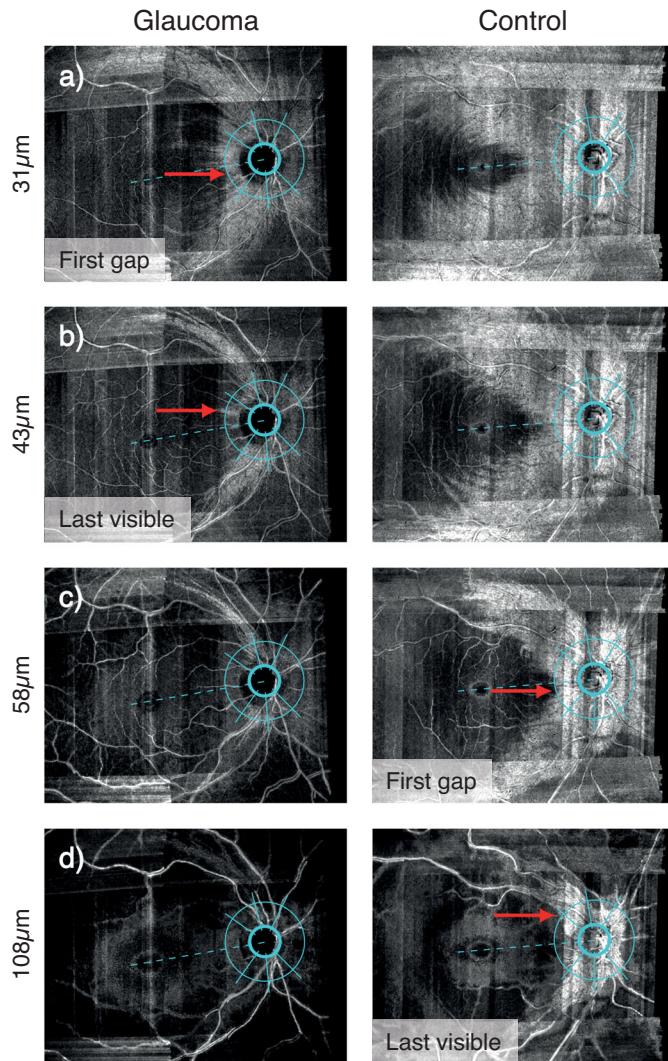 Glaucoma Control
a)
31µm
First gap
b)
43µm
Last visible
c)
58µm
First gap
d)
108µm
Last visible